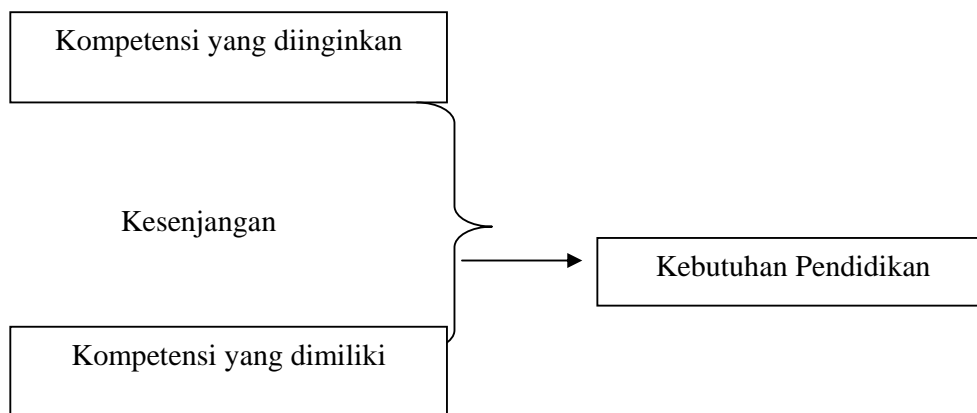 Kompetensi yang diinginkan
Kesenjangan
Kebutuhan Pendidikan
Kompetensi yang dimiliki